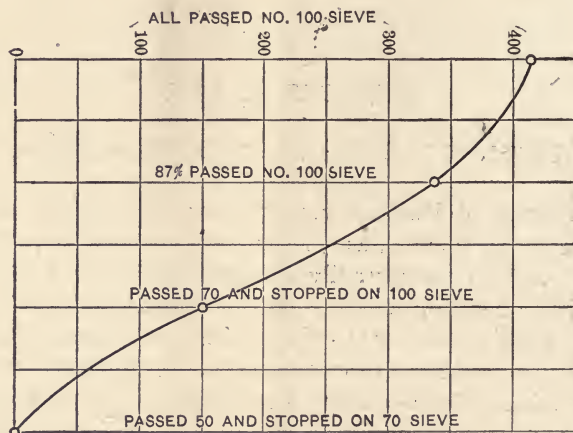 ALL PASSED NO. 100 SIEVE
0 100 200 300 400
87% PASSED NO. 100 SIEVE
PASSED 70 AND STOPPED ON 100 SIEVE
PASSED 50 AND STOPPED ON 70 SIEVE